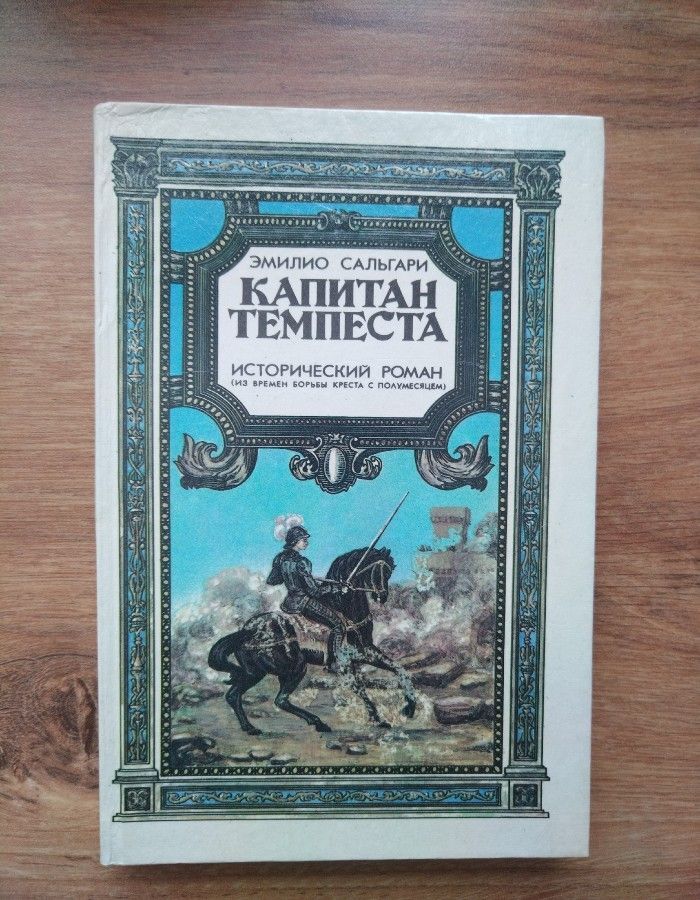 ЭМИЛИО САЛЬГАРИ
КАПИТАН
ТЕМПЕСТА
ИСТОРИЧЕСКИЙ РОМАН
(ИЗ ВРЕМЕН БОРЬБЫ КРЕСТА С ПОЛУМЕСЯЦЕМ)